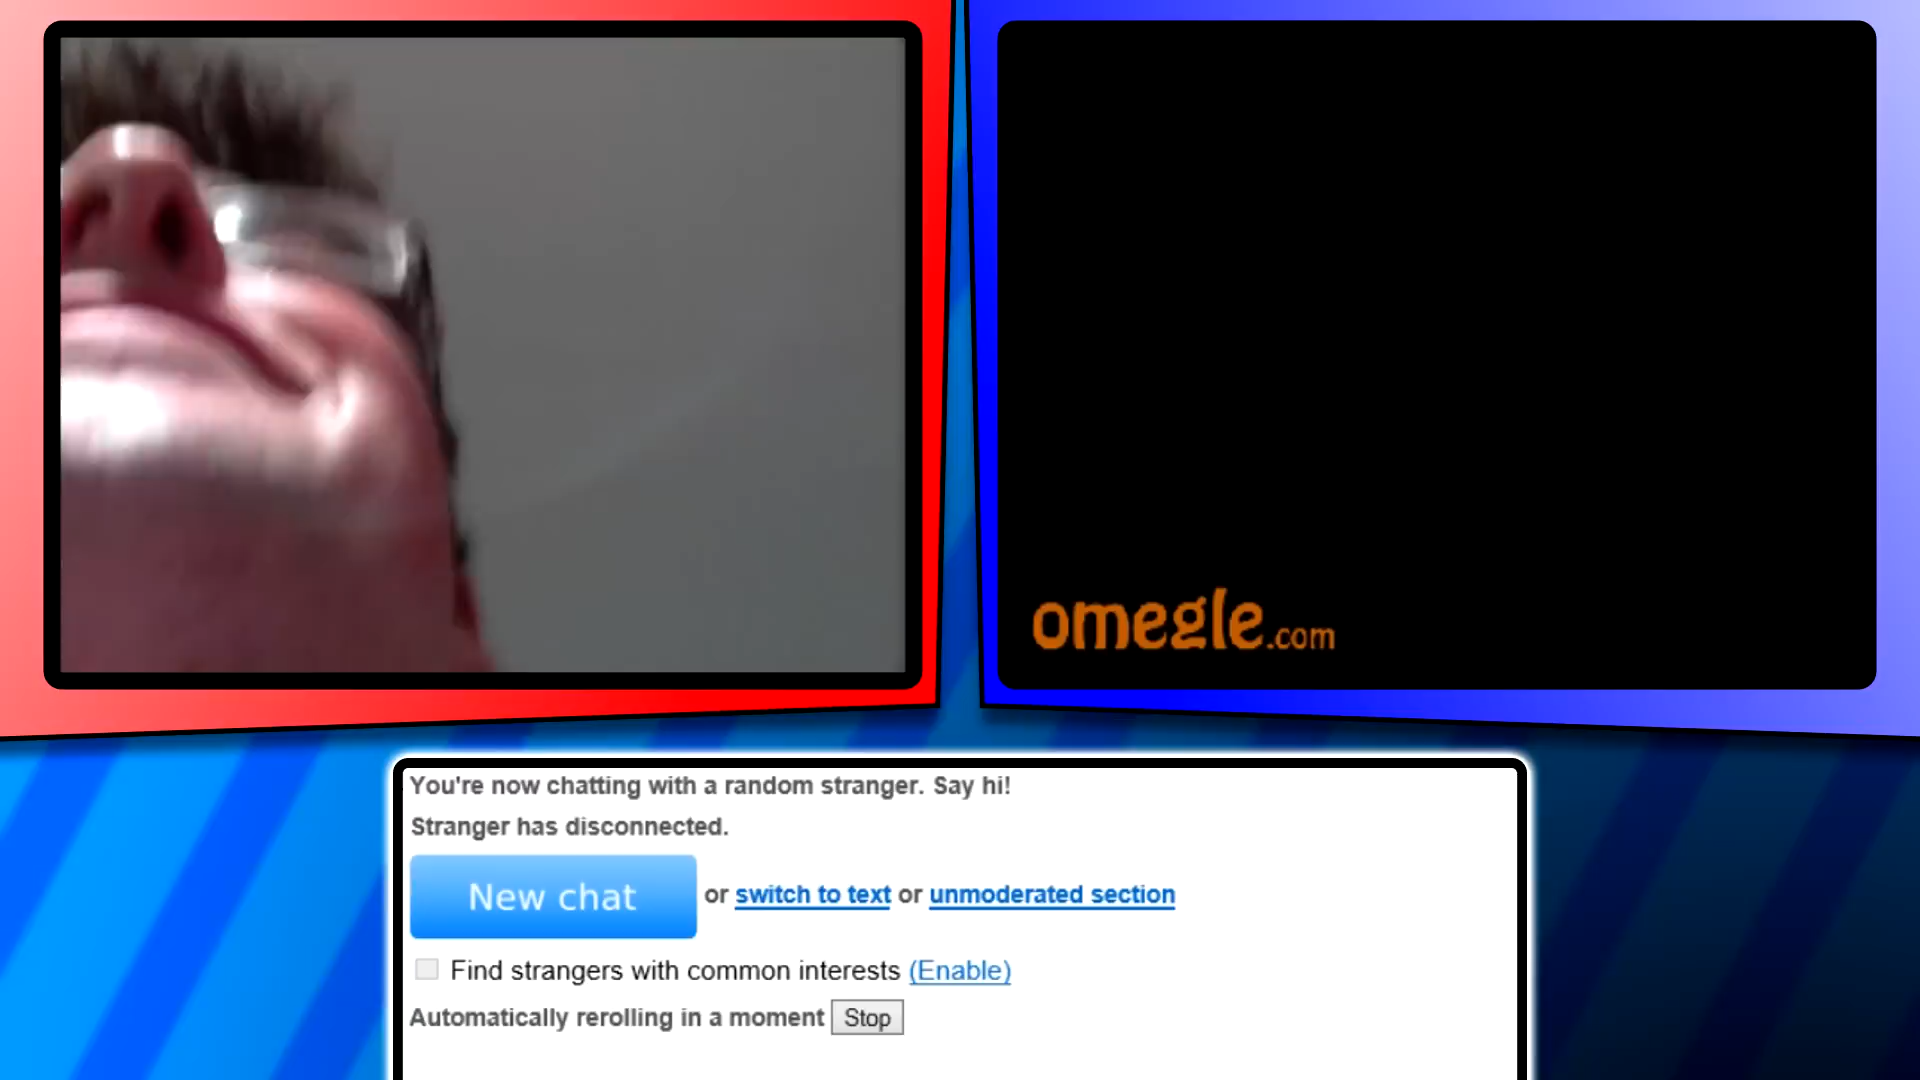 omegle.com
You're now chatting with a random stranger. Say hi!
Stranger has disconnected.
New chat or switch to text or unmoderated section
Find strangers with common interests (Enable)
Automatically rerolling in a moment Stop